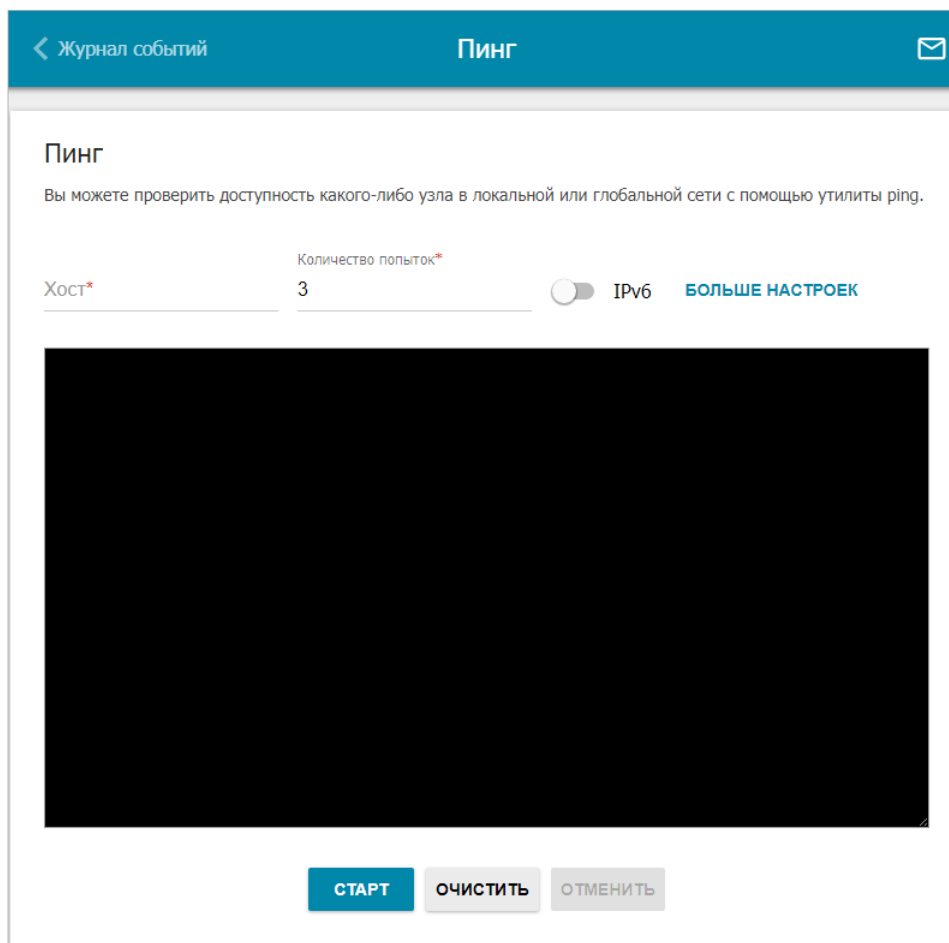 Журнал событий
Пинг
Пинг
Вы можете проверить доступность какого-либо узла в локальной или глобальной сети с помощью утилиты ping.
Хост*
Количество попыток*
3
IPv6
БОЛЬШЕ НАСТРОЕК
СТАРТ
ОЧИСТИТЬ
ОТМЕНИТЬ